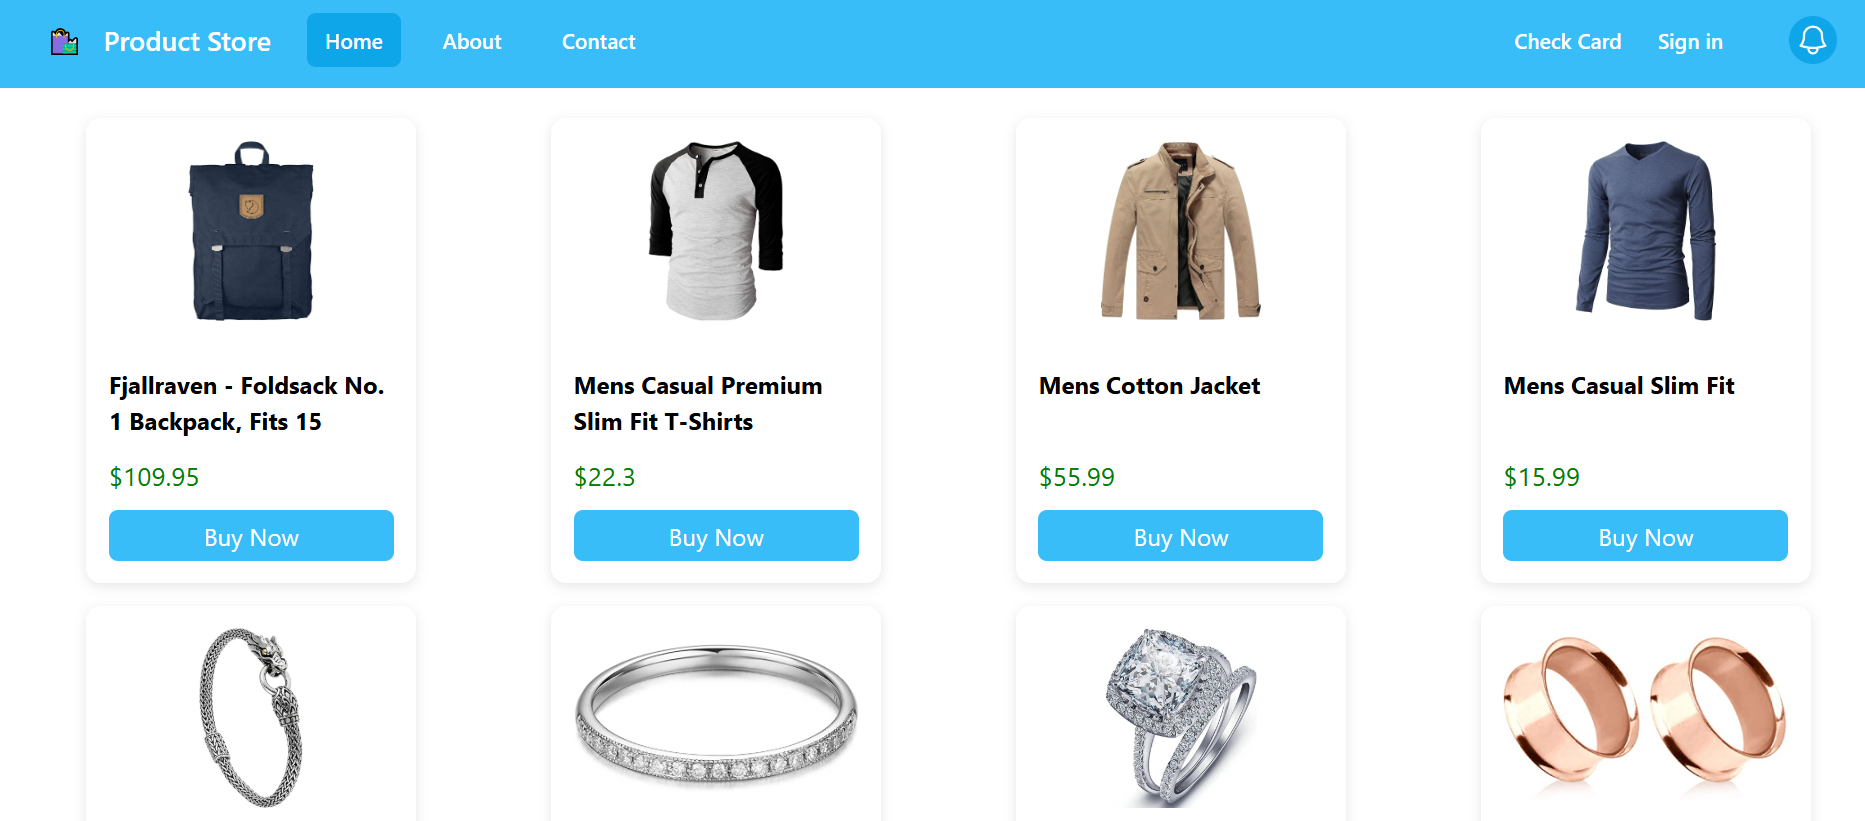 Product Store
Home
About
Contact
Check Card
Sign in
Fjallraven - Foldsack No.
1 Backpack, Fits 15
$109.95
Buy Now
Mens Casual Premium
Slim Fit T-Shirts
$22.3
Buy Now
Mens Cotton Jacket
$55.99
Buy Now
Mens Casual Slim Fit
$15.99
Buy Now